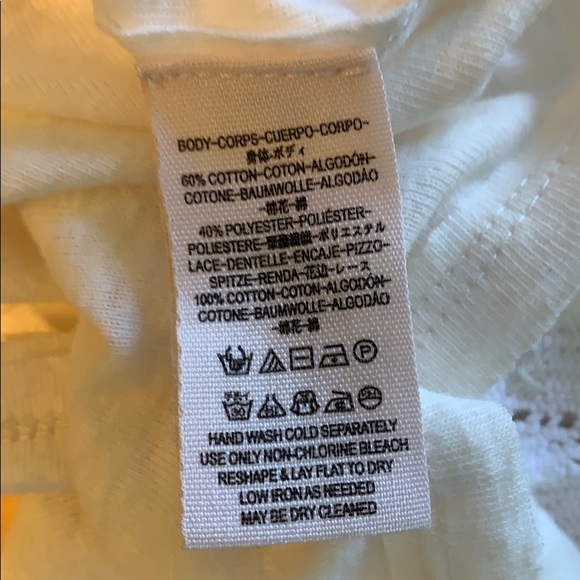 BODY-CORPS-CUERPO-CORPO-
身体-ボディ
60% COTTON-COTON-ALGODÓN-
COTONE-BAUMWOLLE-ALGODÃO
-棉花-綿
40% POLYESTER-POLIÉSTER-
POLIESTERE-聚酯纖維-ポリエステル
LACE-DENTELLE-ENCAJE-PIZZO-
SPITZE-RENDA-花边-レース
100% COTTON-COTON-ALGODÓN-
COTONE-BAUMWOLLE-ALGODÃO
-棉花-綿
P
30
HAND WASH COLD SEPARATELY
USE ONLY NON-CHLORINE BLEACH
RESHAPE & LAY FLAT TO DRY
LOW IRON AS NEEDED
MAY BE DRY CLEANED